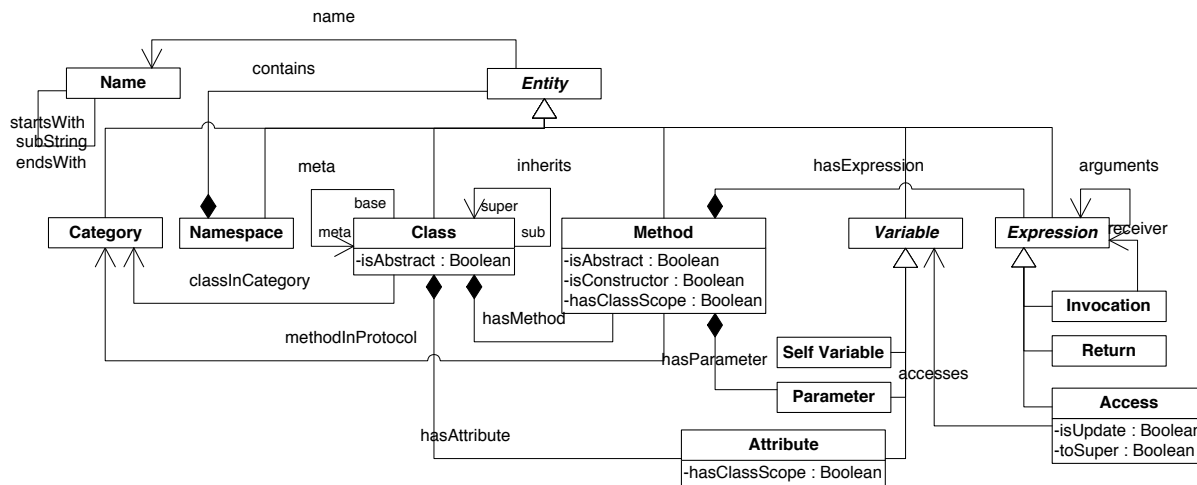 name
contains
Name
Entity
startsWith
subString
endsWith
meta
inherits
hasExpression
arguments
base
super
meta
sub
receiver
Category
Namespace
Class
-isAbstract : Boolean
Method
-isAbstract : Boolean
-isConstructor : Boolean
-hasClassScope : Boolean
Variable
Expression
classInCategory
hasMethod
methodInProtocol
hasParameter
Invocation
Return
Self Variable
accesses
Parameter
Access
-isUpdate : Boolean
-toSuper : Boolean
hasAttribute
Attribute
-hasClassScope : Boolean